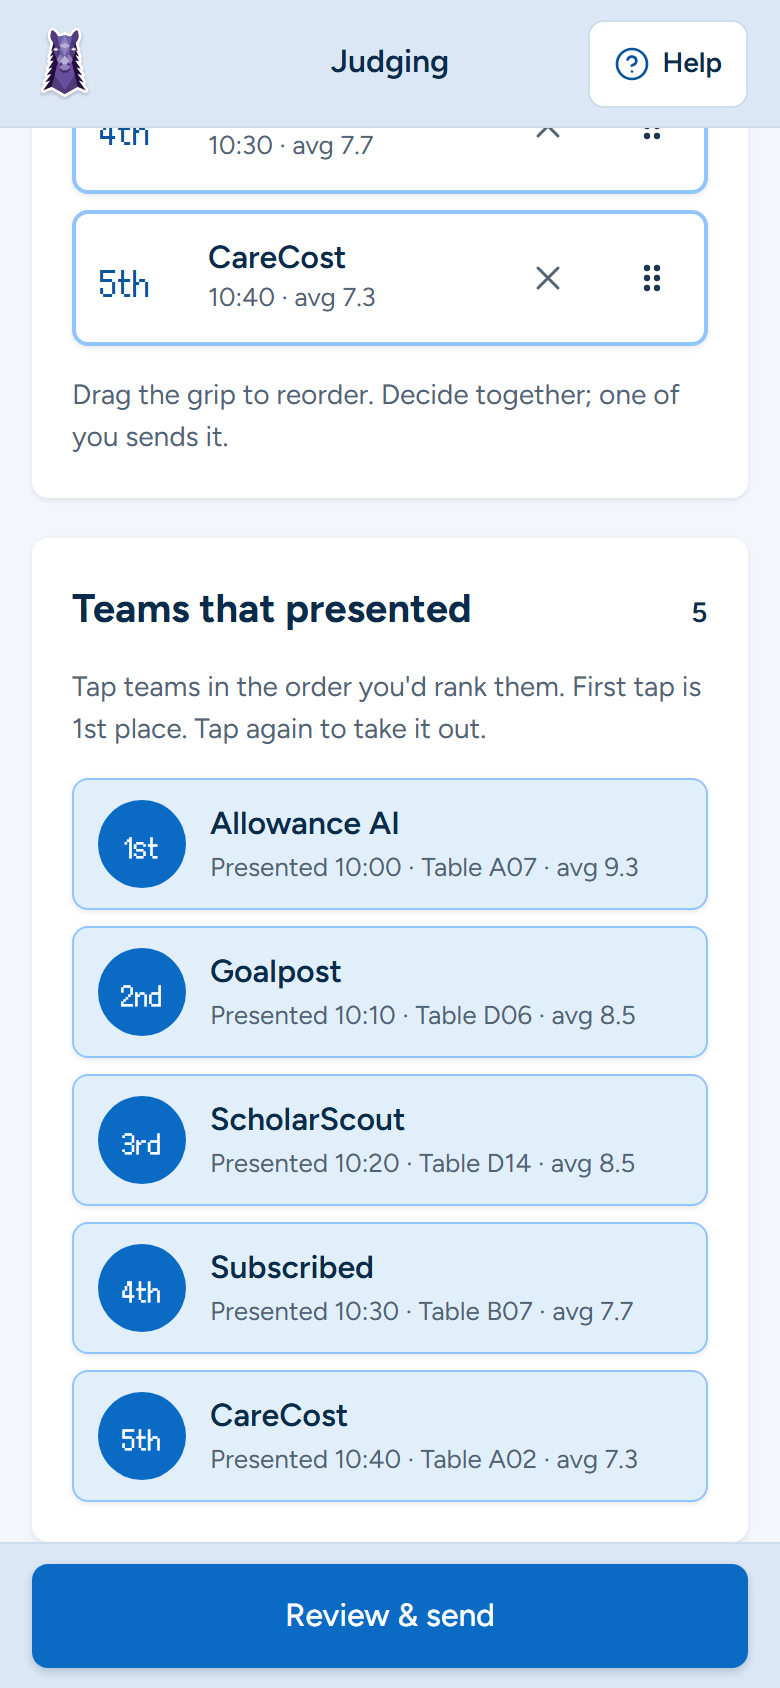 Judging
Help
4th
10:30 · avg 7.7
5th
CareCost
10:40 · avg 7.3
Drag the grip to reorder. Decide together; one of
you sends it.
Teams that presented
5
Tap teams in the order you'd rank them. First tap is
1st place. Tap again to take it out.
1st
Allowance AI
Presented 10:00 · Table A07 · avg 9.3
2nd
Goalpost
Presented 10:10 · Table D06 · avg 8.5
3rd
ScholarScout
Presented 10:20 · Table D14 · avg 8.5
4th
Subscribed
Presented 10:30 · Table B07 · avg 7.7
5th
CareCost
Presented 10:40 · Table A02 · avg 7.3
Review & send